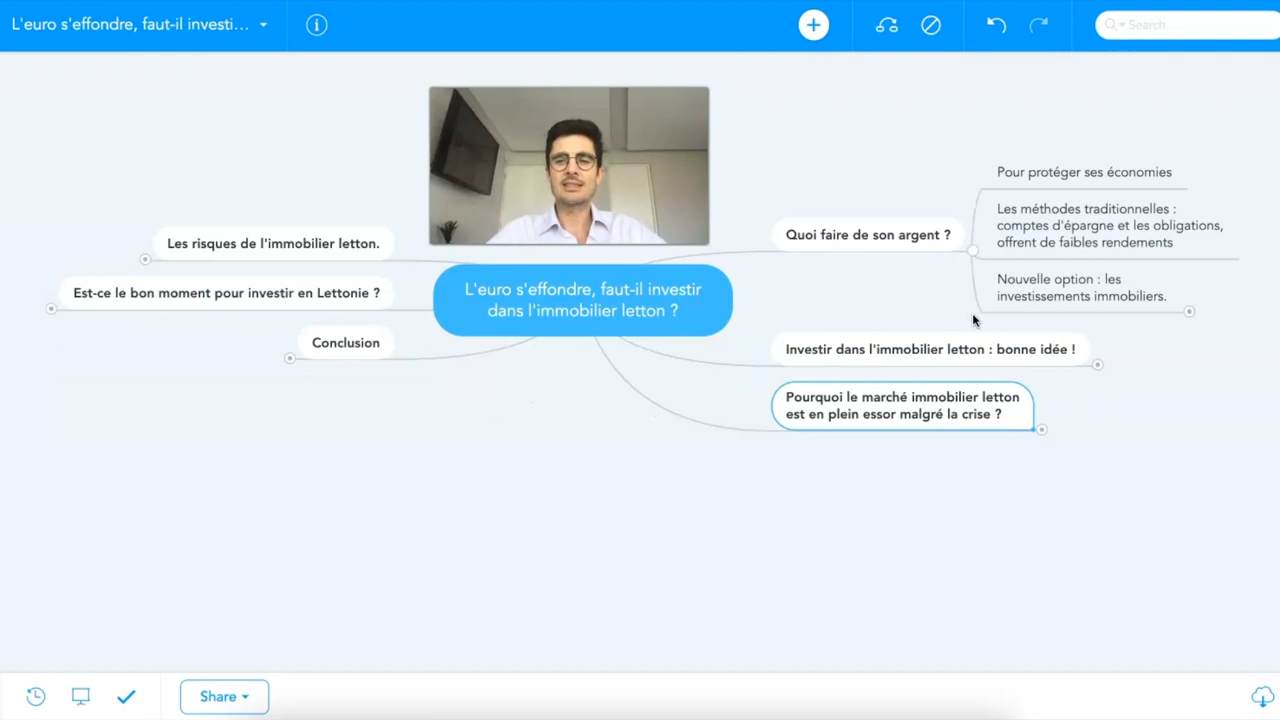 L'euro s'effondre, faut-il investi...
Search
Pour protéger ses économies
Les méthodes traditionnelles :
comptes d'épargne et les obligations,
offrent de faibles rendements
Quoi faire de son argent ?
Nouvelle option : les
investissements immobiliers.
Les risques de l'immobilier letton.
Est-ce le bon moment pour investir en Lettonie ?
Conclusion
L'euro s'effondre, faut-il investir
dans l'immobilier letton ?
Investir dans l'immobilier letton : bonne idée !
Pourquoi le marché immobilier letton
est en plein essor malgré la crise ?
Share